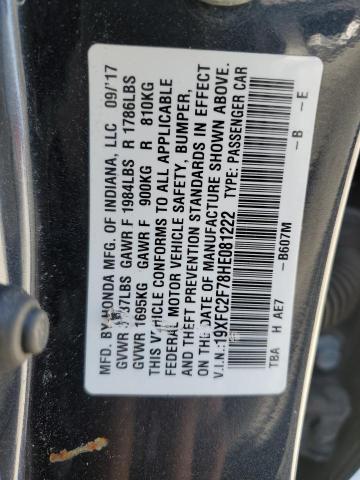 MFD. BY HONDA MFG. OF INDIANA, LLC 09/'17
GVWR 37LBS GAWR F 1984LBS R 1786LBS
GVWR 1695KG GAWR F 900KG R 810KG
THIS VEHICLE CONFORMS TO ALL APPLICABLE
FEDERAL MOTOR VEHICLE SAFETY, BUMPER,
AND THEFT PREVENTION STANDARDS IN EFFECT
ON THE DATE OF MANUFACTURE SHOWN ABOVE.
V.I.N.:19XFC2F78HE081222 TYPE: PASSENGER CAR
TBA H AE7 -B607M -B -E